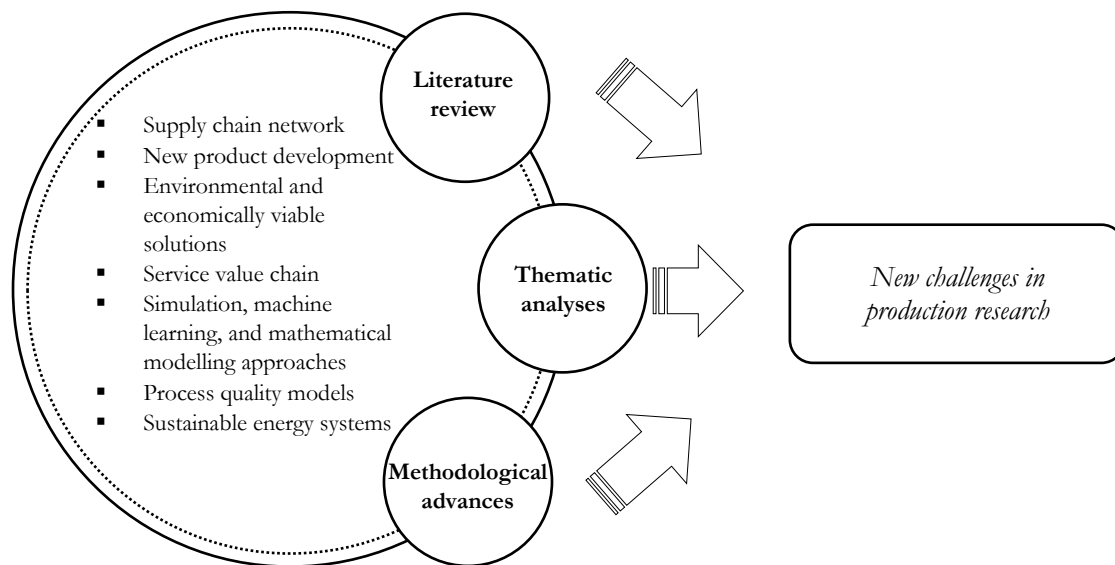 Literature
review
▪ Supply chain network
▪ New product development
▪ Environmental and
economically viable
solutions
▪ Service value chain
▪ Simulation, machine
learning, and mathematical
modelling approaches
▪ Process quality models
▪ Sustainable energy systems
Thematic
analyses
Methodological
advances
New challenges in
production research